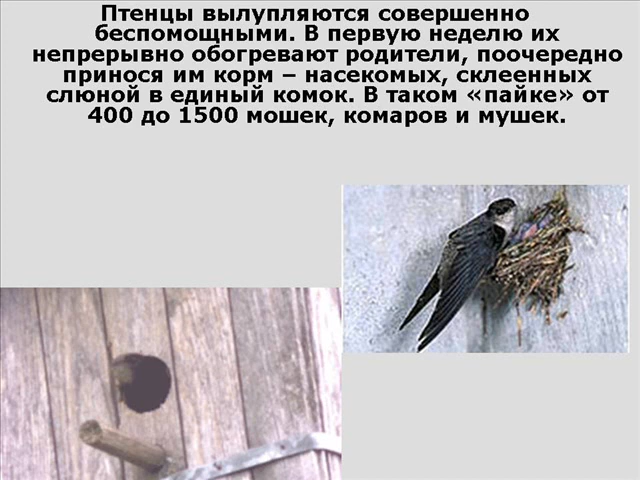 Птенцы вылупляются совершенно
беспомощными. В первую неделю их
непрерывно обогревают родители, поочередно
принося им корм – насекомых, склеенных
слюной в единый комок. В таком «пайке» от
400 до 1500 мошек, комаров и мушек.